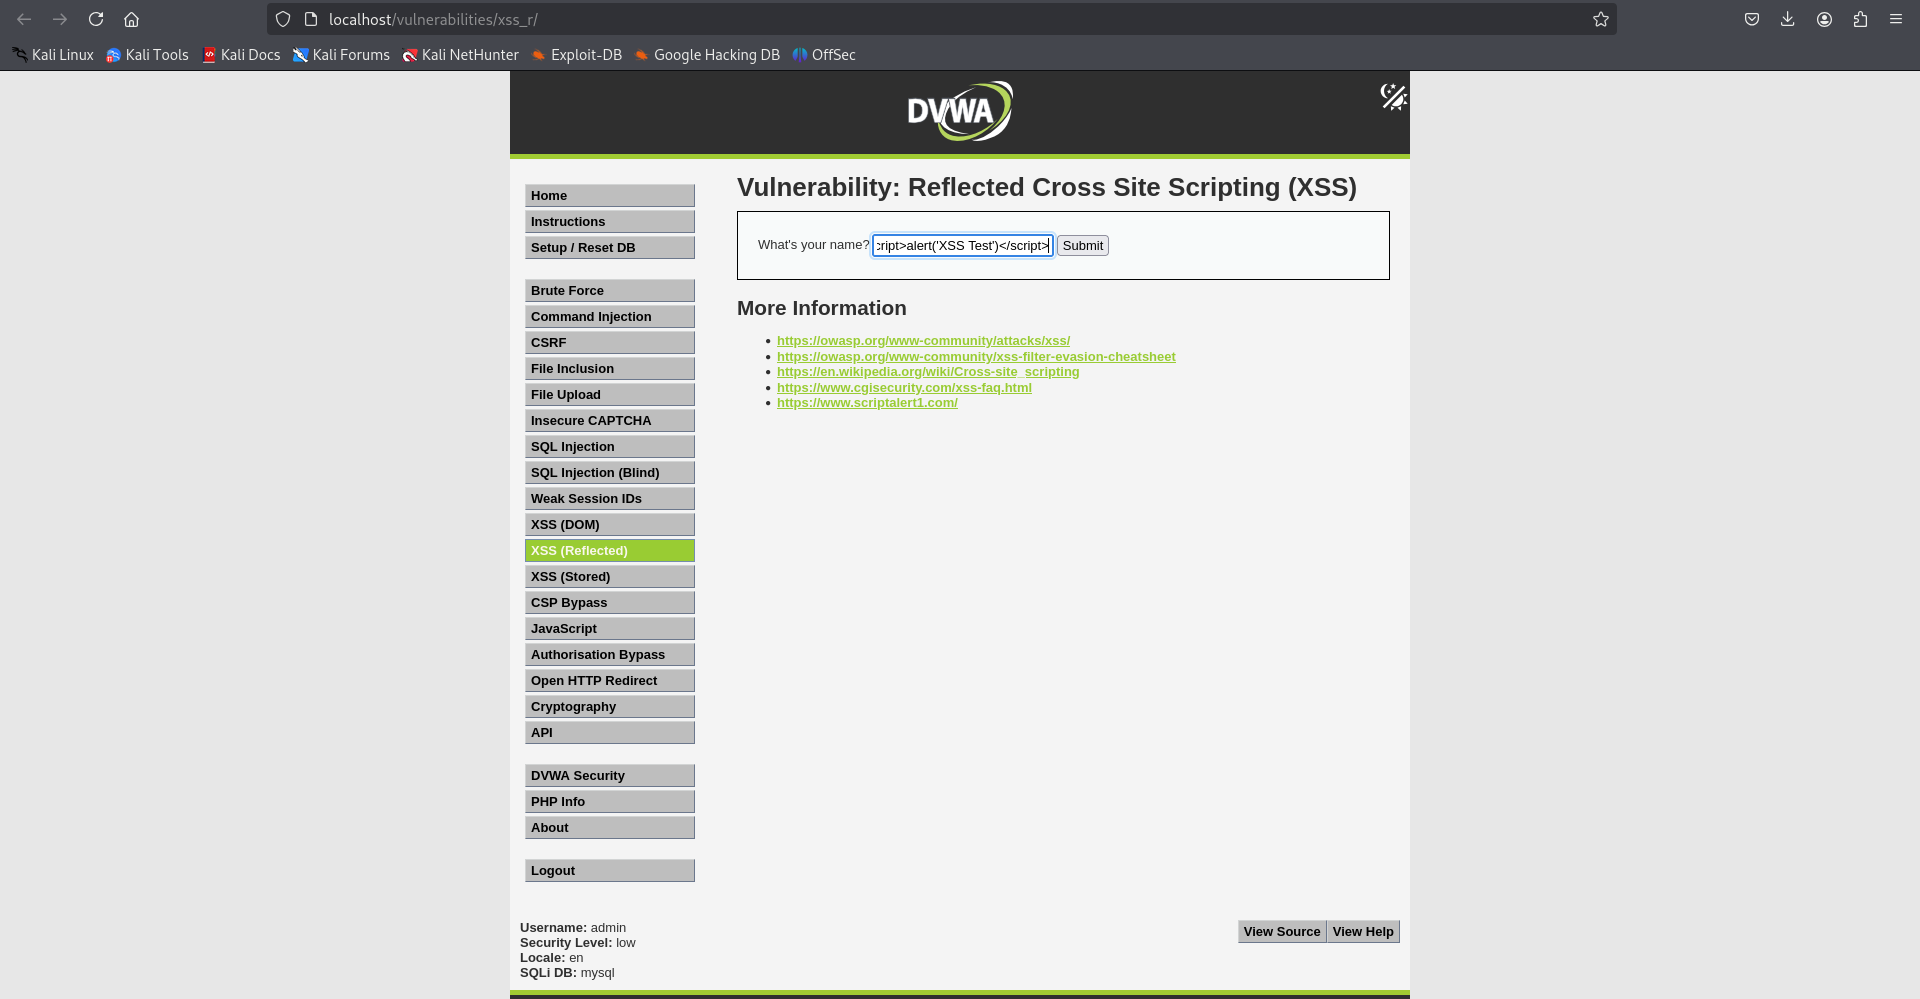 localhost/vulnerabilities/xss_r/
Kali Linux Kali Tools Kali Docs Kali Forums Kali NetHunter Exploit-DB Google Hacking DB OffSec
DVWA
Home
Instructions
Setup / Reset DB
Brute Force
Command Injection
CSRF
File Inclusion
File Upload
Insecure CAPTCHA
SQL Injection
SQL Injection (Blind)
Weak Session IDs
XSS (DOM)
XSS (Reflected)
XSS (Stored)
CSP Bypass
JavaScript
Authorisation Bypass
Open HTTP Redirect
Cryptography
API
DVWA Security
PHP Info
About
Logout
Vulnerability: Reflected Cross Site Scripting (XSS)
What's your name? cript>alert('XSS Test')</script> Submit
More Information
https://owasp.org/www-community/attacks/xss/
https://owasp.org/www-community/xss-filter-evasion-cheatsheet
https://en.wikipedia.org/wiki/Cross-site_scripting
https://www.cgisecurity.com/xss-faq.html
https://www.scriptalert1.com/
Username: admin
Security Level: low
Locale: en
SQLi DB: mysql
View Source View Help